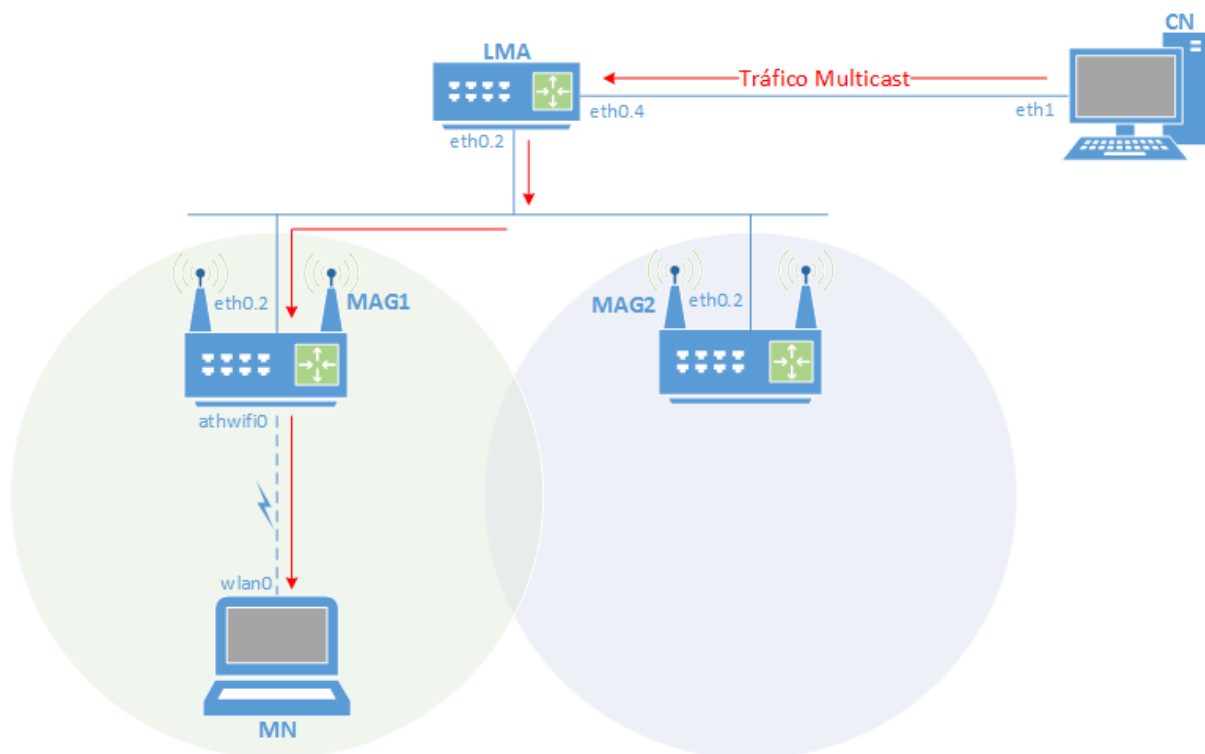 CN
LMA
Tráfico Multicast
eth0.4
eth1
eth0.2
eth0.2
MAG1
MAG2
eth0.2
athwifi0
wlan0
MN